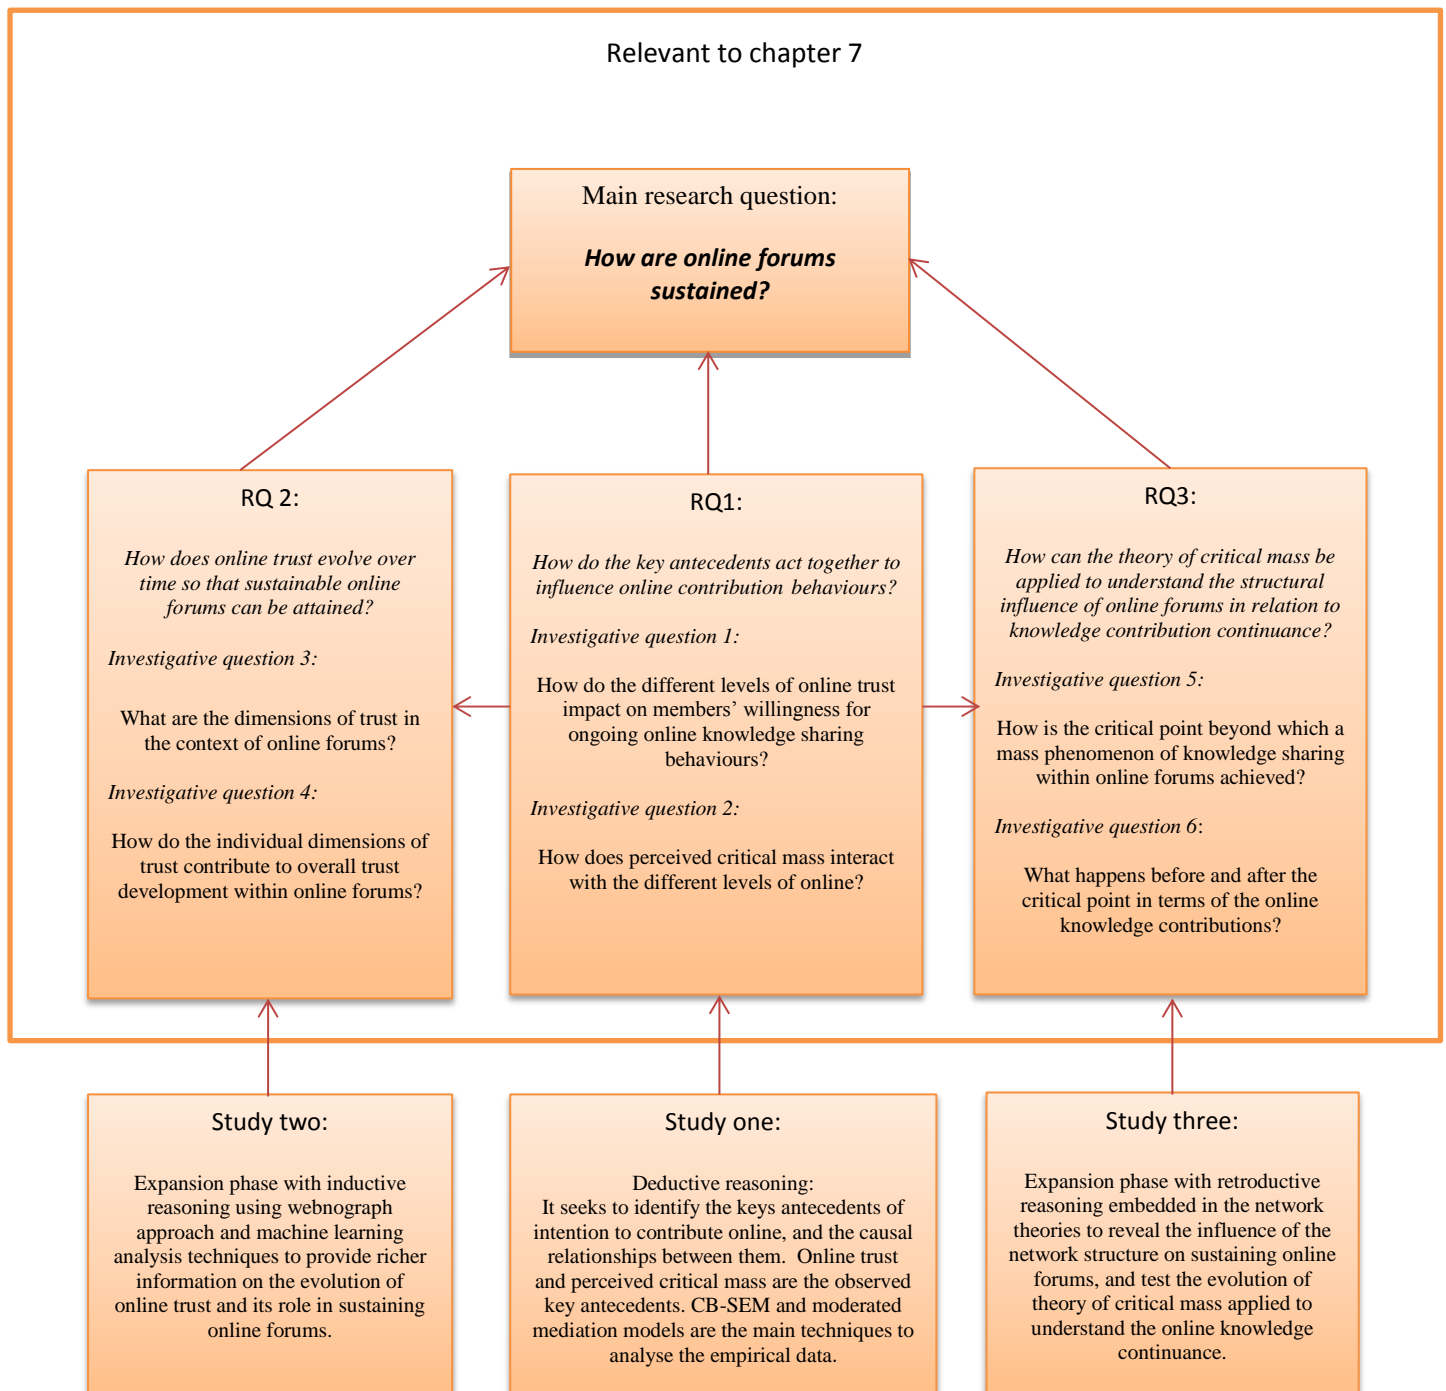 Relevant to chapter 7
Main research question:
How are online forums
sustained?
RQ 2:
How does online trust evolve over
time so that sustainable online
forums can be attained?
Investigative question 3:
What are the dimensions of trust in
the context of online forums?
Investigative question 4:
How do the individual dimensions of
trust contribute to overall trust
development within online forums?
RQ1:
How do the key antecedents act together to
influence online contribution behaviours?
Investigative question 1:
How do the different levels of online trust
impact on members’ willingness for
ongoing online knowledge sharing
behaviours?
Investigative question 2:
How does perceived critical mass interact
with the different levels of online?
RQ3:
How can the theory of critical mass be
applied to understand the structural
influence of online forums in relation to
knowledge contribution continuance?
Investigative question 5:
How is the critical point beyond which a
mass phenomenon of knowledge sharing
within online forums achieved?
Investigative question 6:
What happens before and after the
critical point in terms of the online
knowledge contributions?
Study two:
Expansion phase with inductive
reasoning using webnograph
approach and machine learning
analysis techniques to provide richer
information on the evolution of
online trust and its role in sustaining
online forums.
Study one:
Deductive reasoning:
It seeks to identify the keys antecedents of
intention to contribute online, and the causal
relationships between them. Online trust
and perceived critical mass are the observed
key antecedents. CB-SEM and moderated
mediation models are the main techniques to
analyse the empirical data.
Study three:
Expansion phase with retroductive
reasoning embedded in the network
theories to reveal the influence of the
network structure on sustaining online
forums, and test the evolution of
theory of critical mass applied to
understand the online knowledge
continuance.